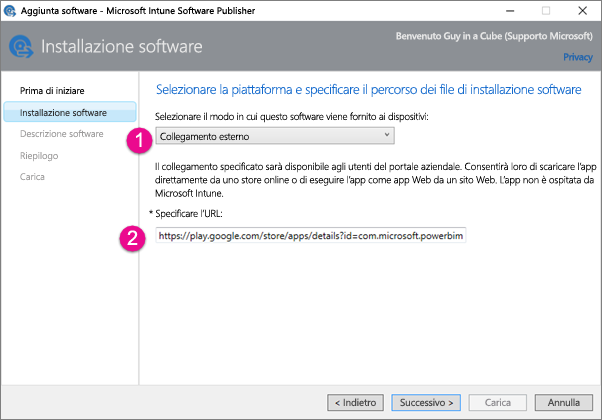 Aggiunta software - Microsoft Intune Software Publisher
Installazione software
Benvenuto Guy in a Cube (Supporto Microsoft)
Privacy
Prima di iniziare
Installazione software
Descrizione software
Riepilogo
Carica
Selezionare la piattaforma e specificare il percorso dei file di installazione software
Selezionare il modo in cui questo software viene fornito ai dispositivi:
1
Collegamento esterno
Il collegamento specificato sarà disponibile agli utenti del portale aziendale. Consentirà loro di scaricare l'app
direttamente da uno store online o di eseguire l'app come app Web da un sito Web. L'app non è ospitata da
Microsoft Intune.
* Specificare l'URL:
2
https://play.google.com/store/apps/details?id=com.microsoft.powerbim
< Indietro
Successivo >
Carica
Annulla